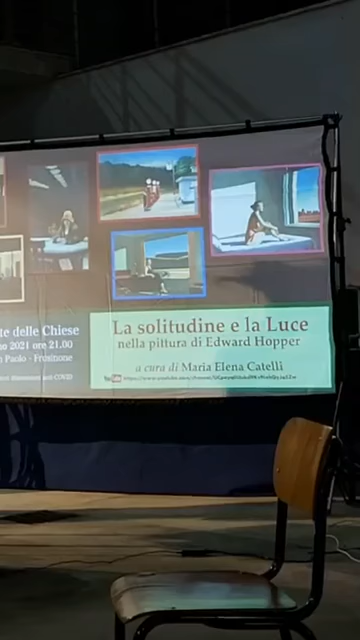 te delle Chiese
o 2021 ore 21.00
Paolo - Frosinone
La solitudine e la Luce
nella pittura di Edward Hopper
a cura di Maria Elena Catelli